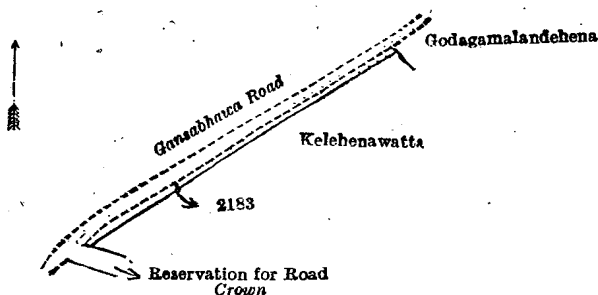 Godagamalandehena
Gansabhawa Road
Kelehenawatta
2183
Reservation for Road
Crown